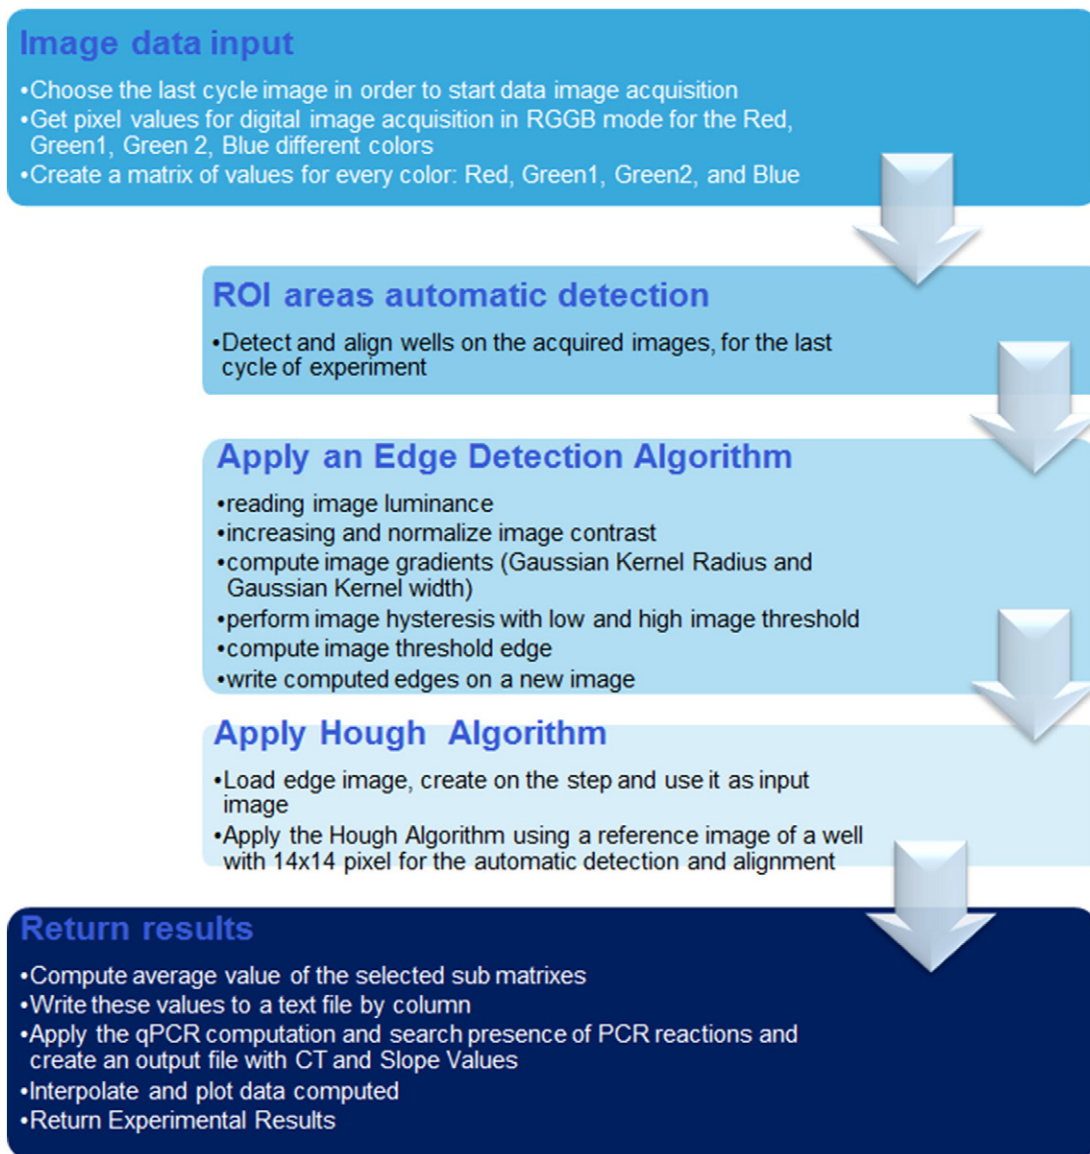 Image data input
•Choose the last cycle image in order to start data image acquisition
•Get pixel values for digital image acquisition in RGGB mode for the Red,
Green1, Green 2, Blue different colors
•Create a matrix of values for every color: Red, Green1, Green2, and Blue
ROI areas automatic detection
•Detect and align wells on the acquired images, for the last
cycle of experiment
Apply an Edge Detection Algorithm
•reading image luminance
•increasing and normalize image contrast
•compute image gradients (Gaussian Kernel Radius and
Gaussian Kernel width)
•perform image hysteresis with low and high image threshold
•compute image threshold edge
•write computed edges on a new image
Apply Hough Algorithm
•Load edge image, create on the step and use it as input
image
•Apply the Hough Algorithm using a reference image of a well
with 14x14 pixel for the automatic detection and alignment
Return results
•Compute average value of the selected sub matrixes
•Write these values to a text file by column
•Apply the qPCR computation and search presence of PCR reactions and
create an output file with CT and Slope Values
•Interpolate and plot data computed
•Return Experimental Results